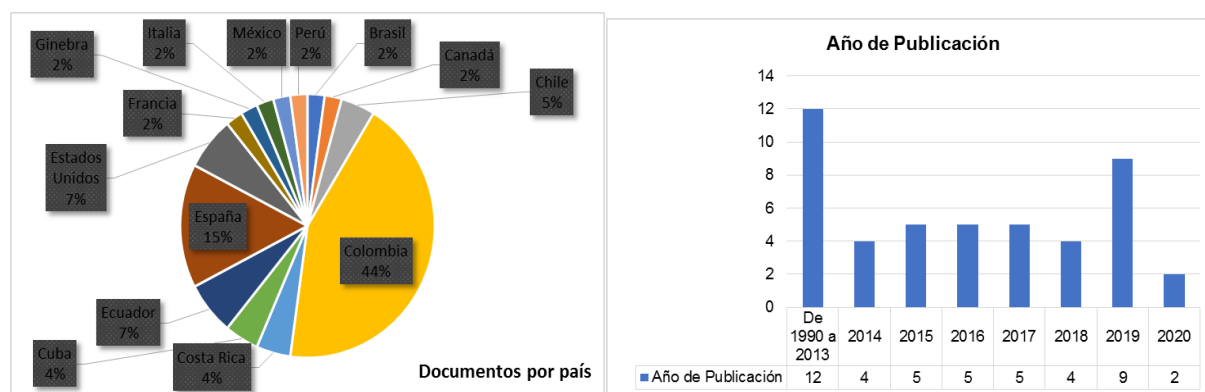 Ginebra
2%
Italia
2%
México
2%
Perú
2%
Brasil
2%
Canadá
2%
Chile
5%
Francia
2%
Estados
Unidos
7%
España
15%
Colombia
44%
Ecuador
7%
Cuba
4%
Costa Rica
4%
Documentos por país
Año de Publicación
14
12
10
8
6
4
2
0
De
1990 a
2013
2014
2015
2016
2017
2018
2019
2020
Año de Publicación 12 4 5 5 5 4 9 2